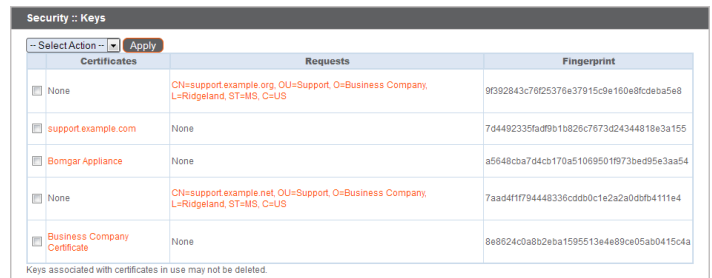 Security :: Keys
-- Select Action -- Apply
Certificates Requests Fingerprint
None CN=support.example.org, OU=Support, O=Business Company, L=Ridgeland, ST=MS, C=US 9f392843c76f25376e37915c9e160e8fcdeba5e8
support.example.com None 7d4492335fadf9b1b826c7673d24344818e3a155
Bomgar Appliance None a5648cba7d4cb170a51069501f973bed95e3aa54
None CN=support.example.net, OU=Support, O=Business Company, L=Ridgeland, ST=MS, C=US 7aad4f1f794448336cddb0c1e2a2a0dbfb4111e4
Business Company Certificate None 8e8624c0a8b2eba1595513e4e89ce05ab0415c4a
Keys associated with certificates in use may not be deleted.